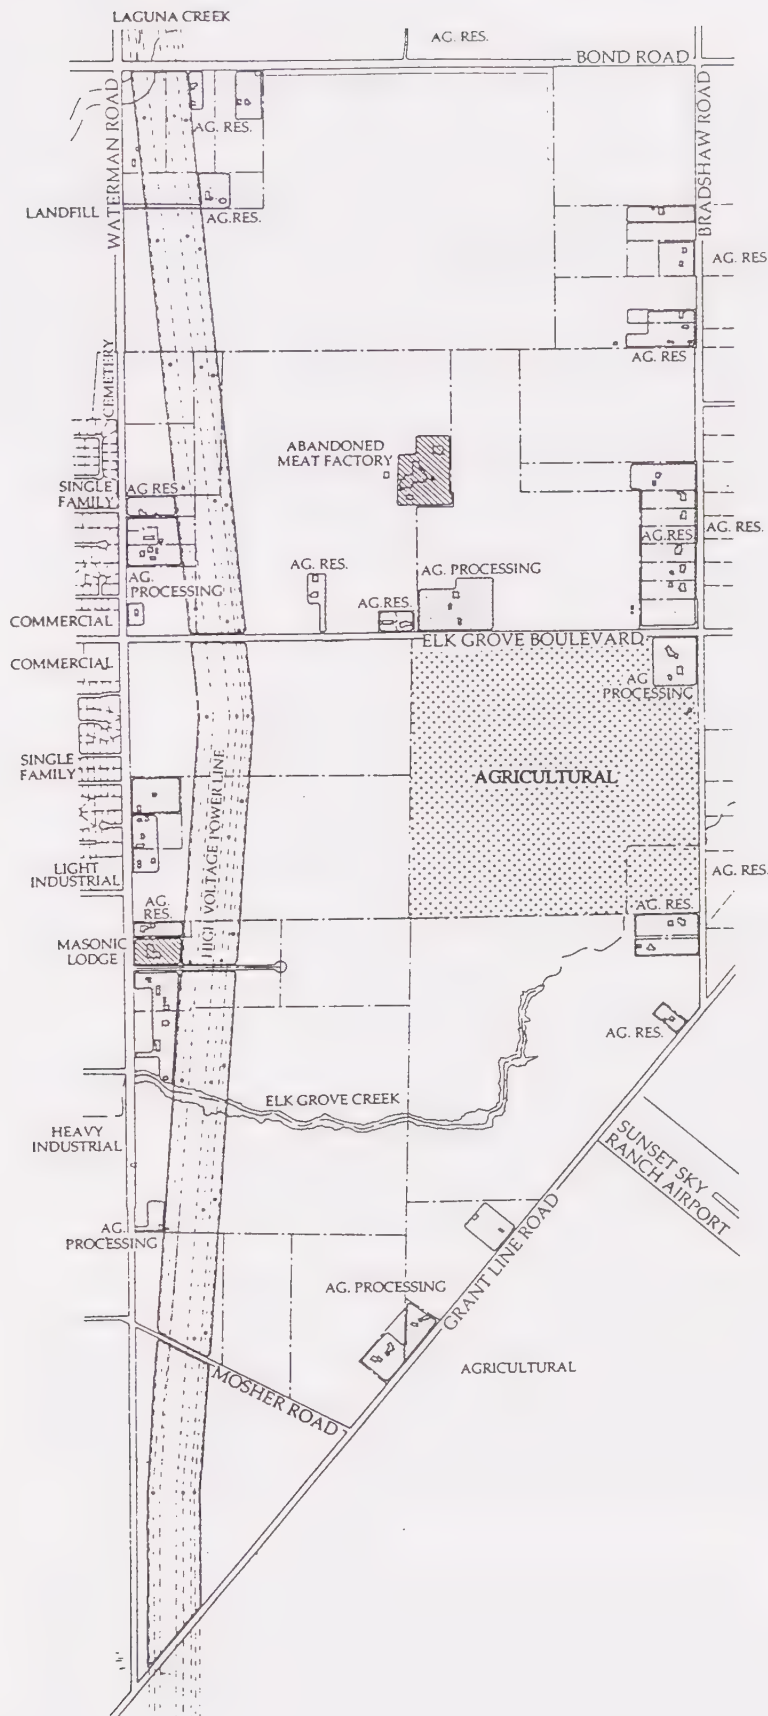 LAGUNA CREEK
AG. RES.
BOND ROAD
WATERMAN ROAD
BRADSHAW ROAD
AG. RES.
LANDFILL
AG.RES.
AG. RES
AG. RES
CEMETERY
ABANDONED
MEAT FACTORY
SINGLE
FAMILY
AG RES
AG. RES.
AG.RES
AG. PROCESSING
AG. RES.
AG.
PROCESSING
AG.RES.
COMMERCIAL
ELK GROVE BOULEVARD
COMMERCIAL
AG
PROCESSING
SINGLE
FAMILY
HIGH VOLTAGE POWER LINE
AGRICULTURAL
LIGHT
INDUSTRIAL
AG. RES.
AG.
RES.
AG. RES.
MASONIC
LODGE
AG. RES.
ELK GROVE CREEK
HEAVY
INDUSTRIAL
SUNSET SKY
RANCH AIRPORT
AG.
PROCESSING
GRANT LINE ROAD
AG. PROCESSING
AGRICULTURAL
MOSHER ROAD